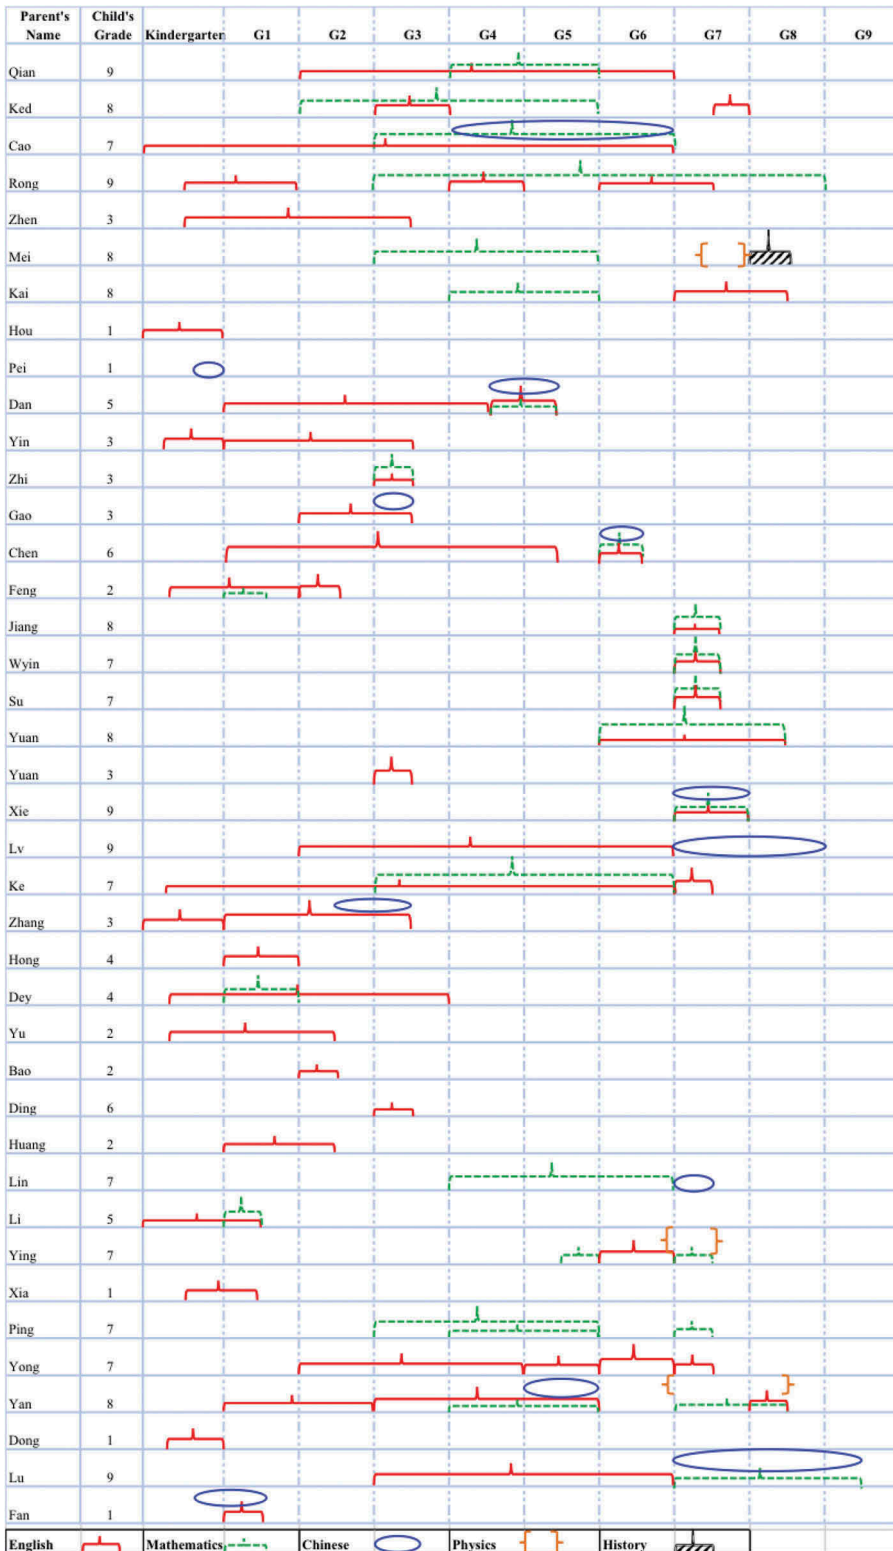 Parent's Name Child's Grade Kindergarten G1 G2 G3 G4 G5 G6 G7 G8 G9
Qian 9
Ked 8
Cao 7
Rong 9
Zhen 3
Mei 8
Kai 8
Hou 1
Pei 1
Dan 5
Yin 3
Zhi 3
Gao 3
Chen 6
Feng 2
Jiang 8
Wyin 7
Su 7
Yuan 8
Yuan 3
Xie 9
Lv 9
Ke 7
Zhang 3
Hong 4
Dey 4
Yu 2
Bao 2
Ding 6
Huang 2
Lin 7
Li 5
Ying 7
Xia 1
Ping 7
Yong 7
Yan 8
Dong 1
Lu 9
Fan 1
English Mathematics Chinese Physics History